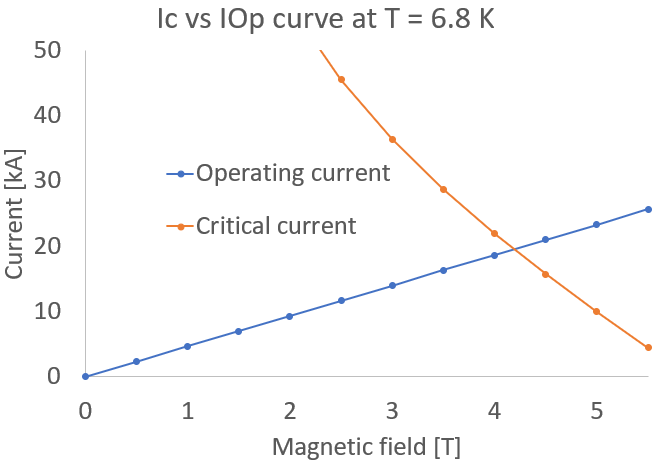 Ic vs IOp curve at T = 6.8 K
50
40
30
20
10
0
Current [kA]
Operating current
Critical current
0 1 2 3 4 5
Magnetic field [T]